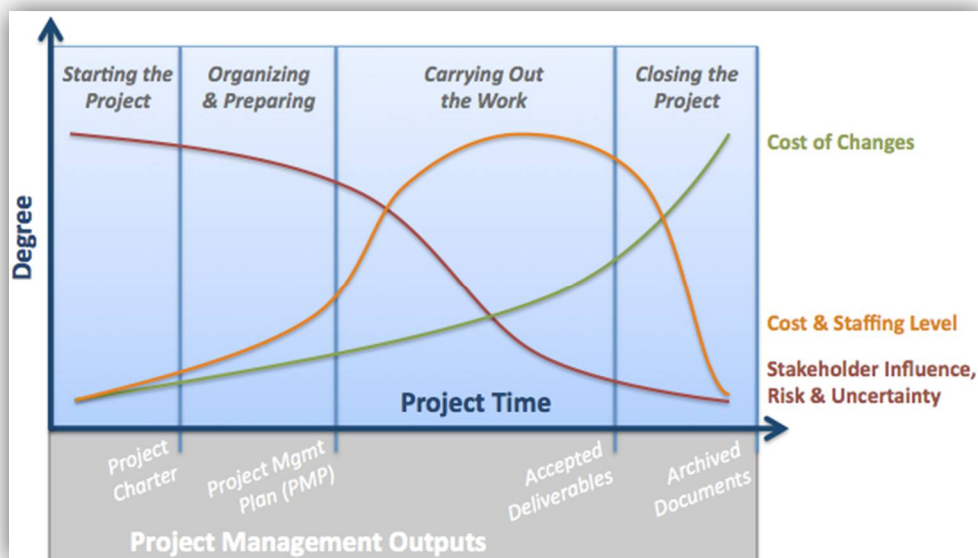 Starting the
Project
Organizing
& Preparing
Carrying Out
the Work
Closing the
Project
Cost of Changes
Degree
Cost & Staffing Level
Stakeholder Influence,
Risk & Uncertainty
Project Time
Project
Charter
Project Mgmt
Plan (PMP)
Accepted
Deliverables
Archived
Documents
Project Management Outputs